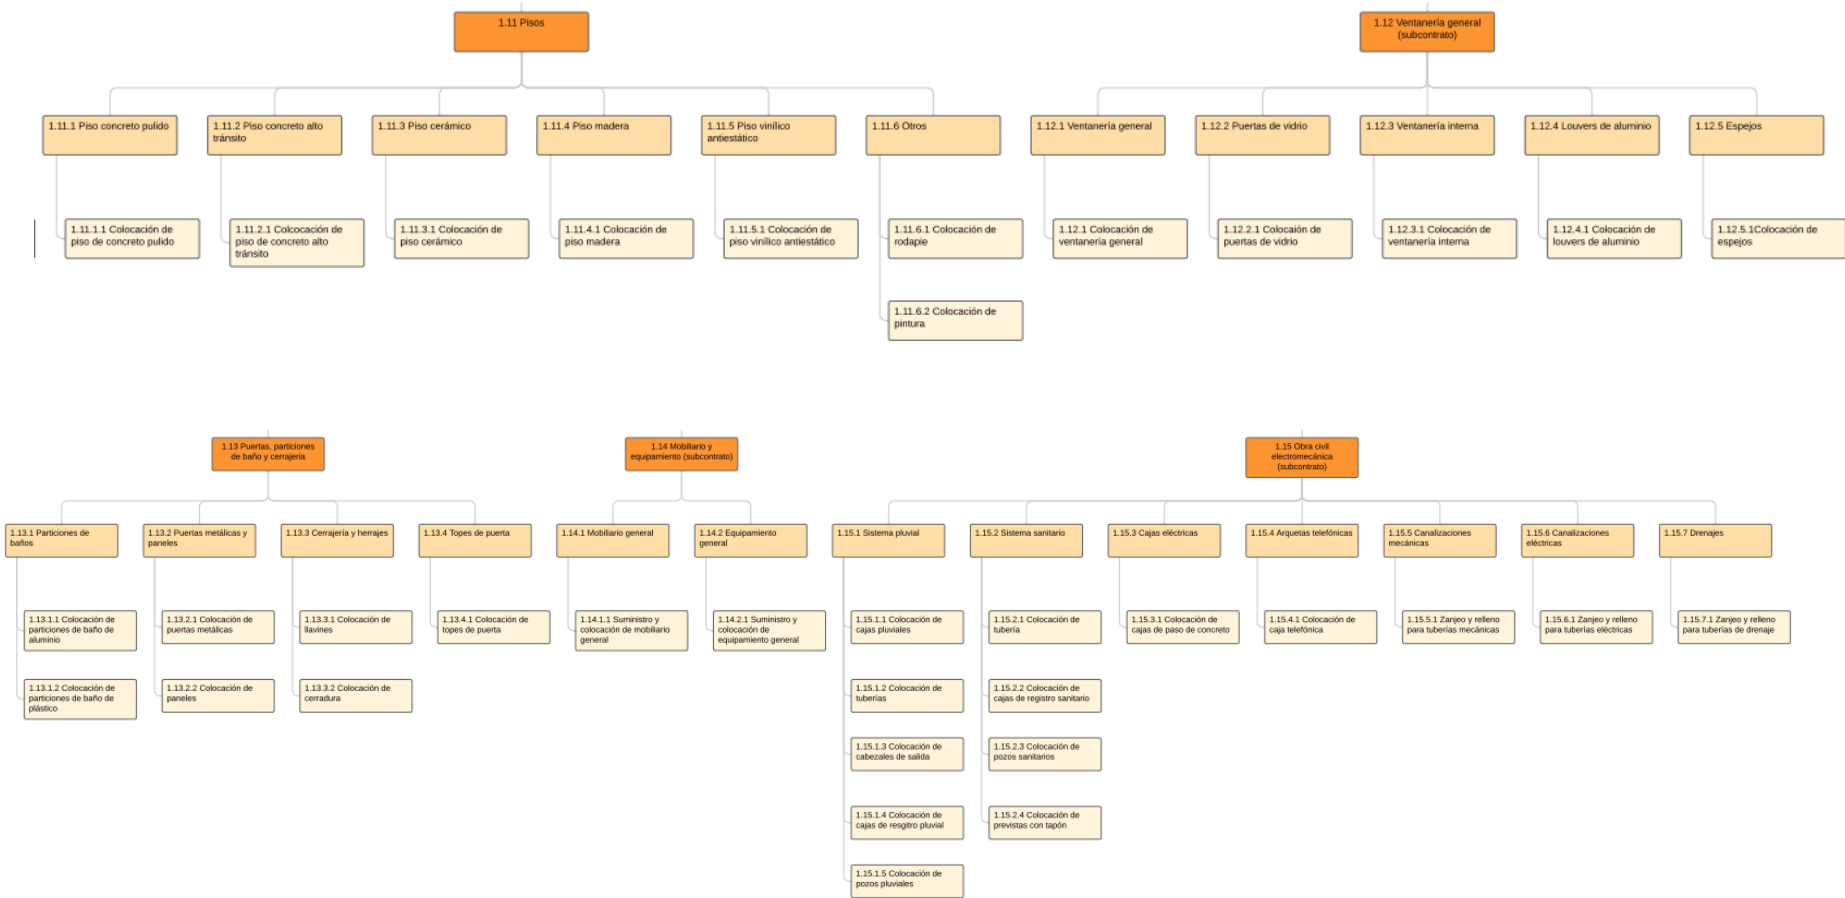 1.11 Pisos
1.12 Ventanería general
(subcontrato)
1.11.1 Piso concreto pulido
1.11.2 Piso concreto alto
tránsito
1.11.3 Piso cerámico
1.11.4 Piso madera
1.11.5 Piso vinílico
antiestático
1.11.6 Otros
1.12.1 Ventanería general
1.12.2 Puertas de vidrio
1.12.3 Ventanería interna
1.12.4 Louvers de aluminio
1.12.5 Espejos
1.11.1.1 Colocación de
piso de concreto pulido
1.11.2.1 Colcocación de
piso de concreto alto
tránsito
1.11.3.1 Colocación de
piso cerámico
1.11.4.1 Colocación de
piso madera
1.11.5.1 Colocación de
piso vinílico antiestático
1.11.6.1 Colocación de
rodapie
1.12.1 Colocación de
ventanería general
1.12.2.1 Colocaión de
puertas de vidrio
1.12.3.1 Colocación de
ventanería interna
1.12.4.1 Colocación de
louvers de aluminio
1.12.5.1Colocación de
espejos
1.11.6.2 Colocación de
pintura
1.13 Puertas, particiones
de baño y cerrajeria
1.14 Mobiliario y
equipamiento (subcontrato)
1.15 Obra civil
electromecánica
(subcontrato)
1.13.1 Particiones de
baños
1.13.2 Puertas metálicas y
paneles
1.13.3 Cerrajería y herrajes
1.13.4 Topes de puerta
1.14.1 Mobiliario general
1.14.2 Equipamiento
general
1.15.1 Sistema pluvial
1.15.2 Sistema sanitario
1.15.3 Cajas eléctricas
1.15.4 Arquetas telefónicas
1.15.5 Canalizaciones
mecánicas
1.15.6 Canalizaciones
eléctricas
1.15.7 Drenajes
1.13.1.1 Colocación de
particiones de baño de
aluminio
1.13.2.1 Colocación de
puertas metálicas
1.13.3.1 Colocación de
llavines
1.13.4.1 Colocación de
topes de puerta
1.14.1.1 Suministro y
colocación de mobiliario
general
1.14.2.1 Suministro y
colocación de
equipamiento general
1.15.1.1 Colocación de
cajas pluviales
1.15.2.1 Colocación de
tubería
1.15.3.1 Colocación de
cajas de paso de concreto
1.15.4.1 Colocación de
caja telefónica
1.15.5.1 Zanjeo y relleno
para tuberías mecánicas
1.15.6.1 Zanjeo y relleno
para tuberías eléctricas
1.15.7.1 Zanjeo y relleno
para tuberías de drenaje
1.13.1.2 Colocación de
particiones de baño de
plástico
1.13.2.2 Colocación de
paneles
1.13.3.2 Colocación de
cerradura
1.15.1.2 Colocación de
tuberías
1.15.2.2 Colocación de
cajas de registro sanitario
1.15.1.3 Colocación de
cabezales de salida
1.15.2.3 Colocación de
pozos sanitarios
1.15.1.4 Colocación de
cajas de resgitro pluvial
1.15.2.4 Colocación de
previstas con tapón
1.15.1.5 Colocación de
pozos pluviales